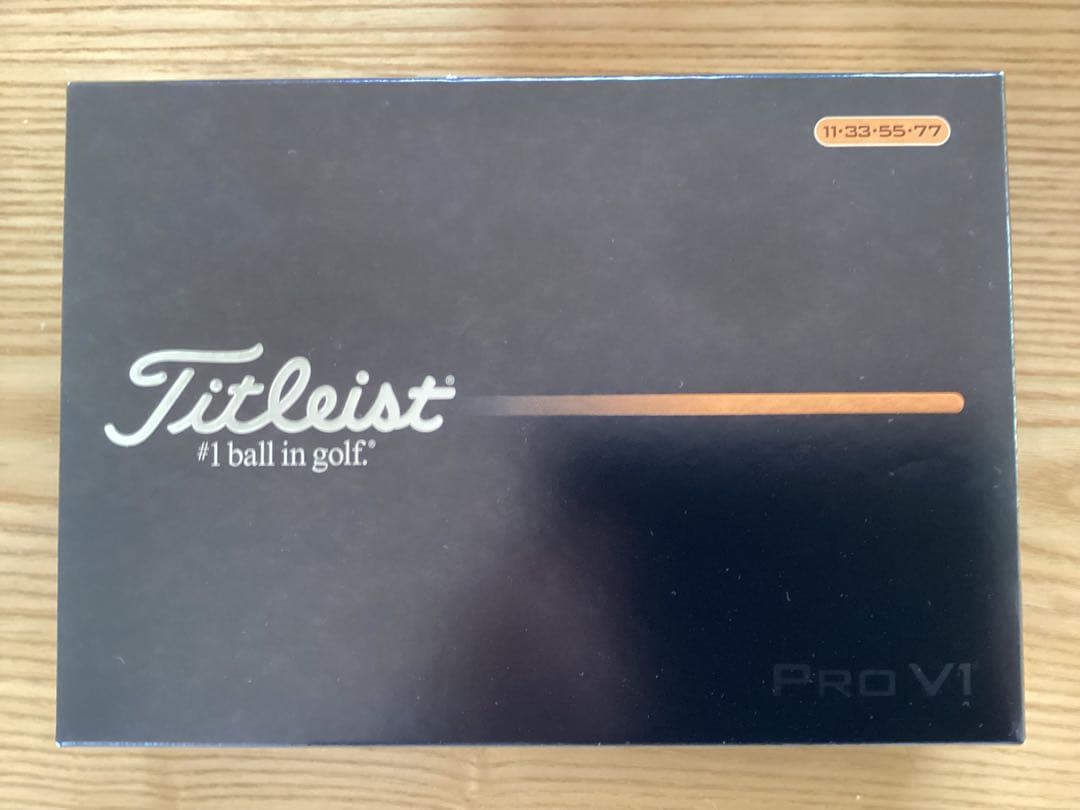 11•33•55•77
Titleist®
#1 ball in golf.®
PRO V1